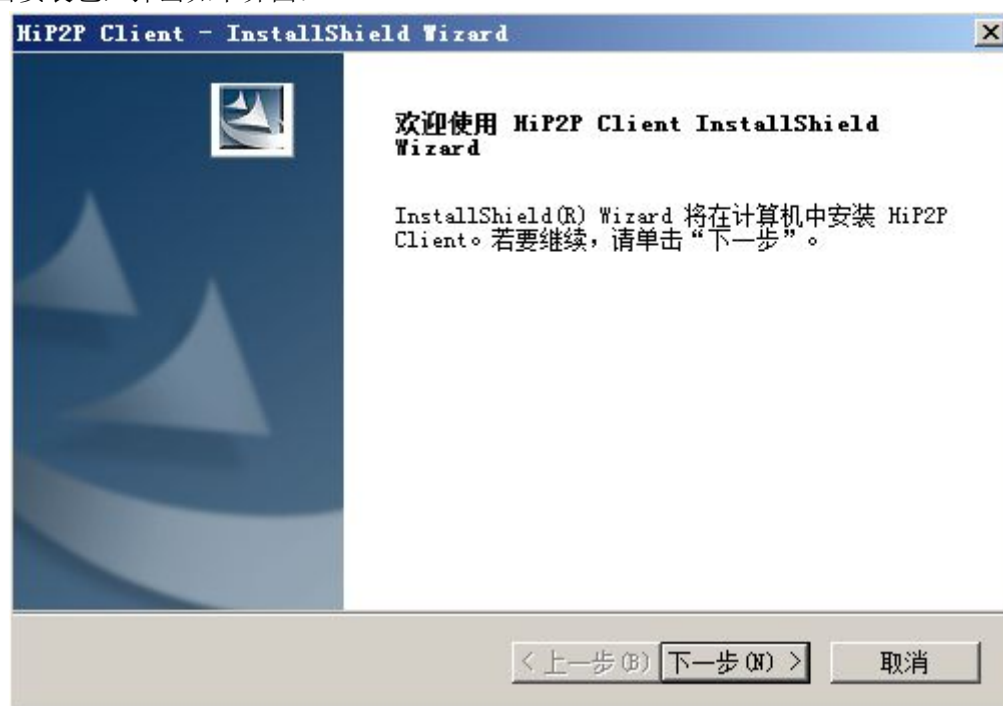 HiP2P Client - InstallShield Wizard
欢迎使用 HiP2P Client InstallShield
Wizard
InstallShield(R) Wizard 将在计算机中安装 HiP2P
Client。若要继续，请单击“下一步”。
< 上一步(B) 下一步(N) > 取消